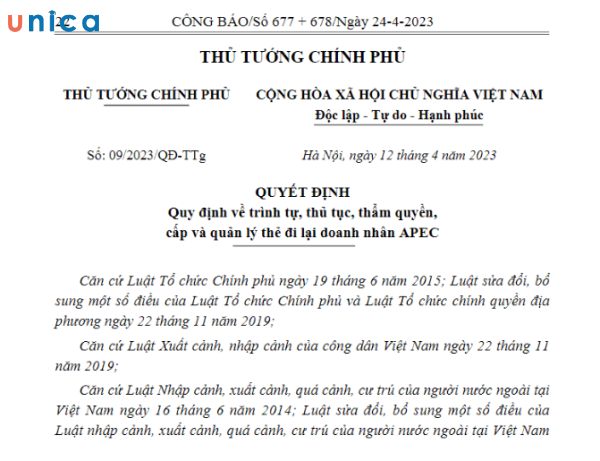 unica
22
CÔNG BÁO/Số 677 + 678/Ngày 24-4-2023
THỦ TƯỚNG CHÍNH PHỦ
THỦ TƯỚNG CHÍNH PHỦ
CỘNG HÒA XÃ HỘI CHỦ NGHĨA VIỆT NAM
Độc lập - Tự do - Hạnh phúc
Số: 09/2023/QĐ-TTg
Hà Nội, ngày 12 tháng 4 năm 2023
QUYẾT ĐỊNH
Quy định về trình tự, thủ tục, thẩm quyền,
cấp và quản lý thẻ đi lại doanh nhân APEC
Căn cứ Luật Tổ chức Chính phủ ngày 19 tháng 6 năm 2015; Luật sửa đổi, bổ
sung một số điều của Luật Tổ chức Chính phủ và Luật Tổ chức chính quyền địa
phương ngày 22 tháng 11 năm 2019;
Căn cứ Luật Xuất cảnh, nhập cảnh của công dân Việt Nam ngày 22 tháng 11
năm 2019;
Căn cứ Luật Nhập cảnh, xuất cảnh, quá cảnh, cư trú của người nước ngoài tại
Việt Nam ngày 16 tháng 6 năm 2014; Luật sửa đổi, bổ sung một số điều của
Luật nhập cảnh, xuất cảnh, quá cảnh, cư trú của người nước ngoài tại Việt Nam